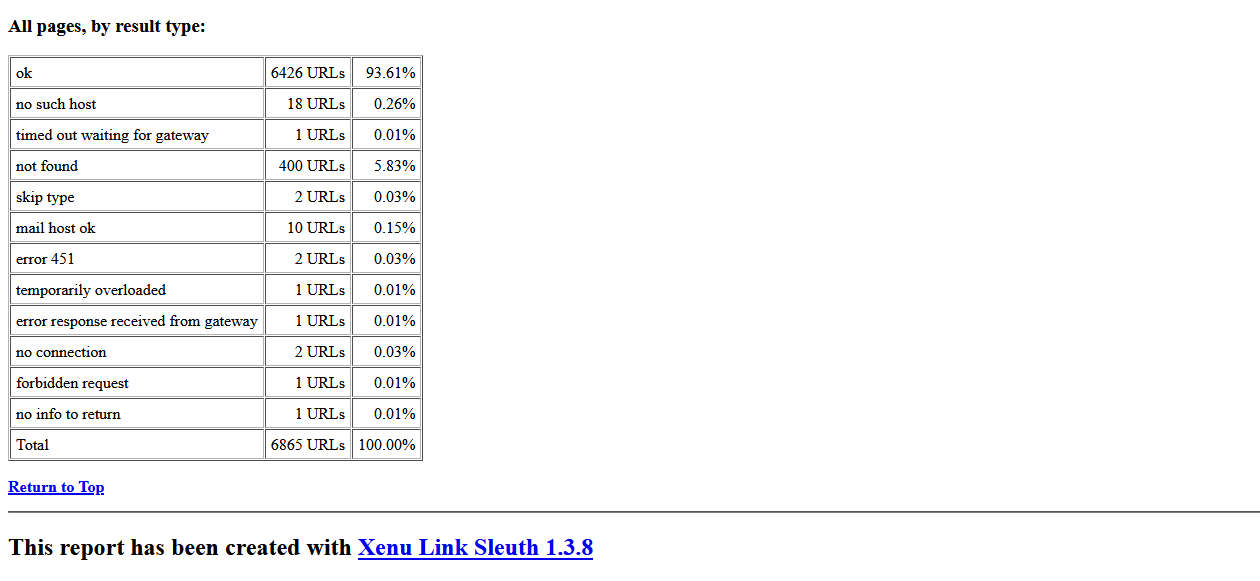 All pages, by result type:
ok 6426 URLs 93.61%
no such host 18 URLs 0.26%
timed out waiting for gateway 1 URLs 0.01%
not found 400 URLs 5.83%
skip type 2 URLs 0.03%
mail host ok 10 URLs 0.15%
error 451 2 URLs 0.03%
temporarily overloaded 1 URLs 0.01%
error response received from gateway 1 URLs 0.01%
no connection 2 URLs 0.03%
forbidden request 1 URLs 0.01%
no info to return 1 URLs 0.01%
Total 6865 URLs 100.00%
Return to Top
This report has been created with Xenu Link Sleuth 1.3.8